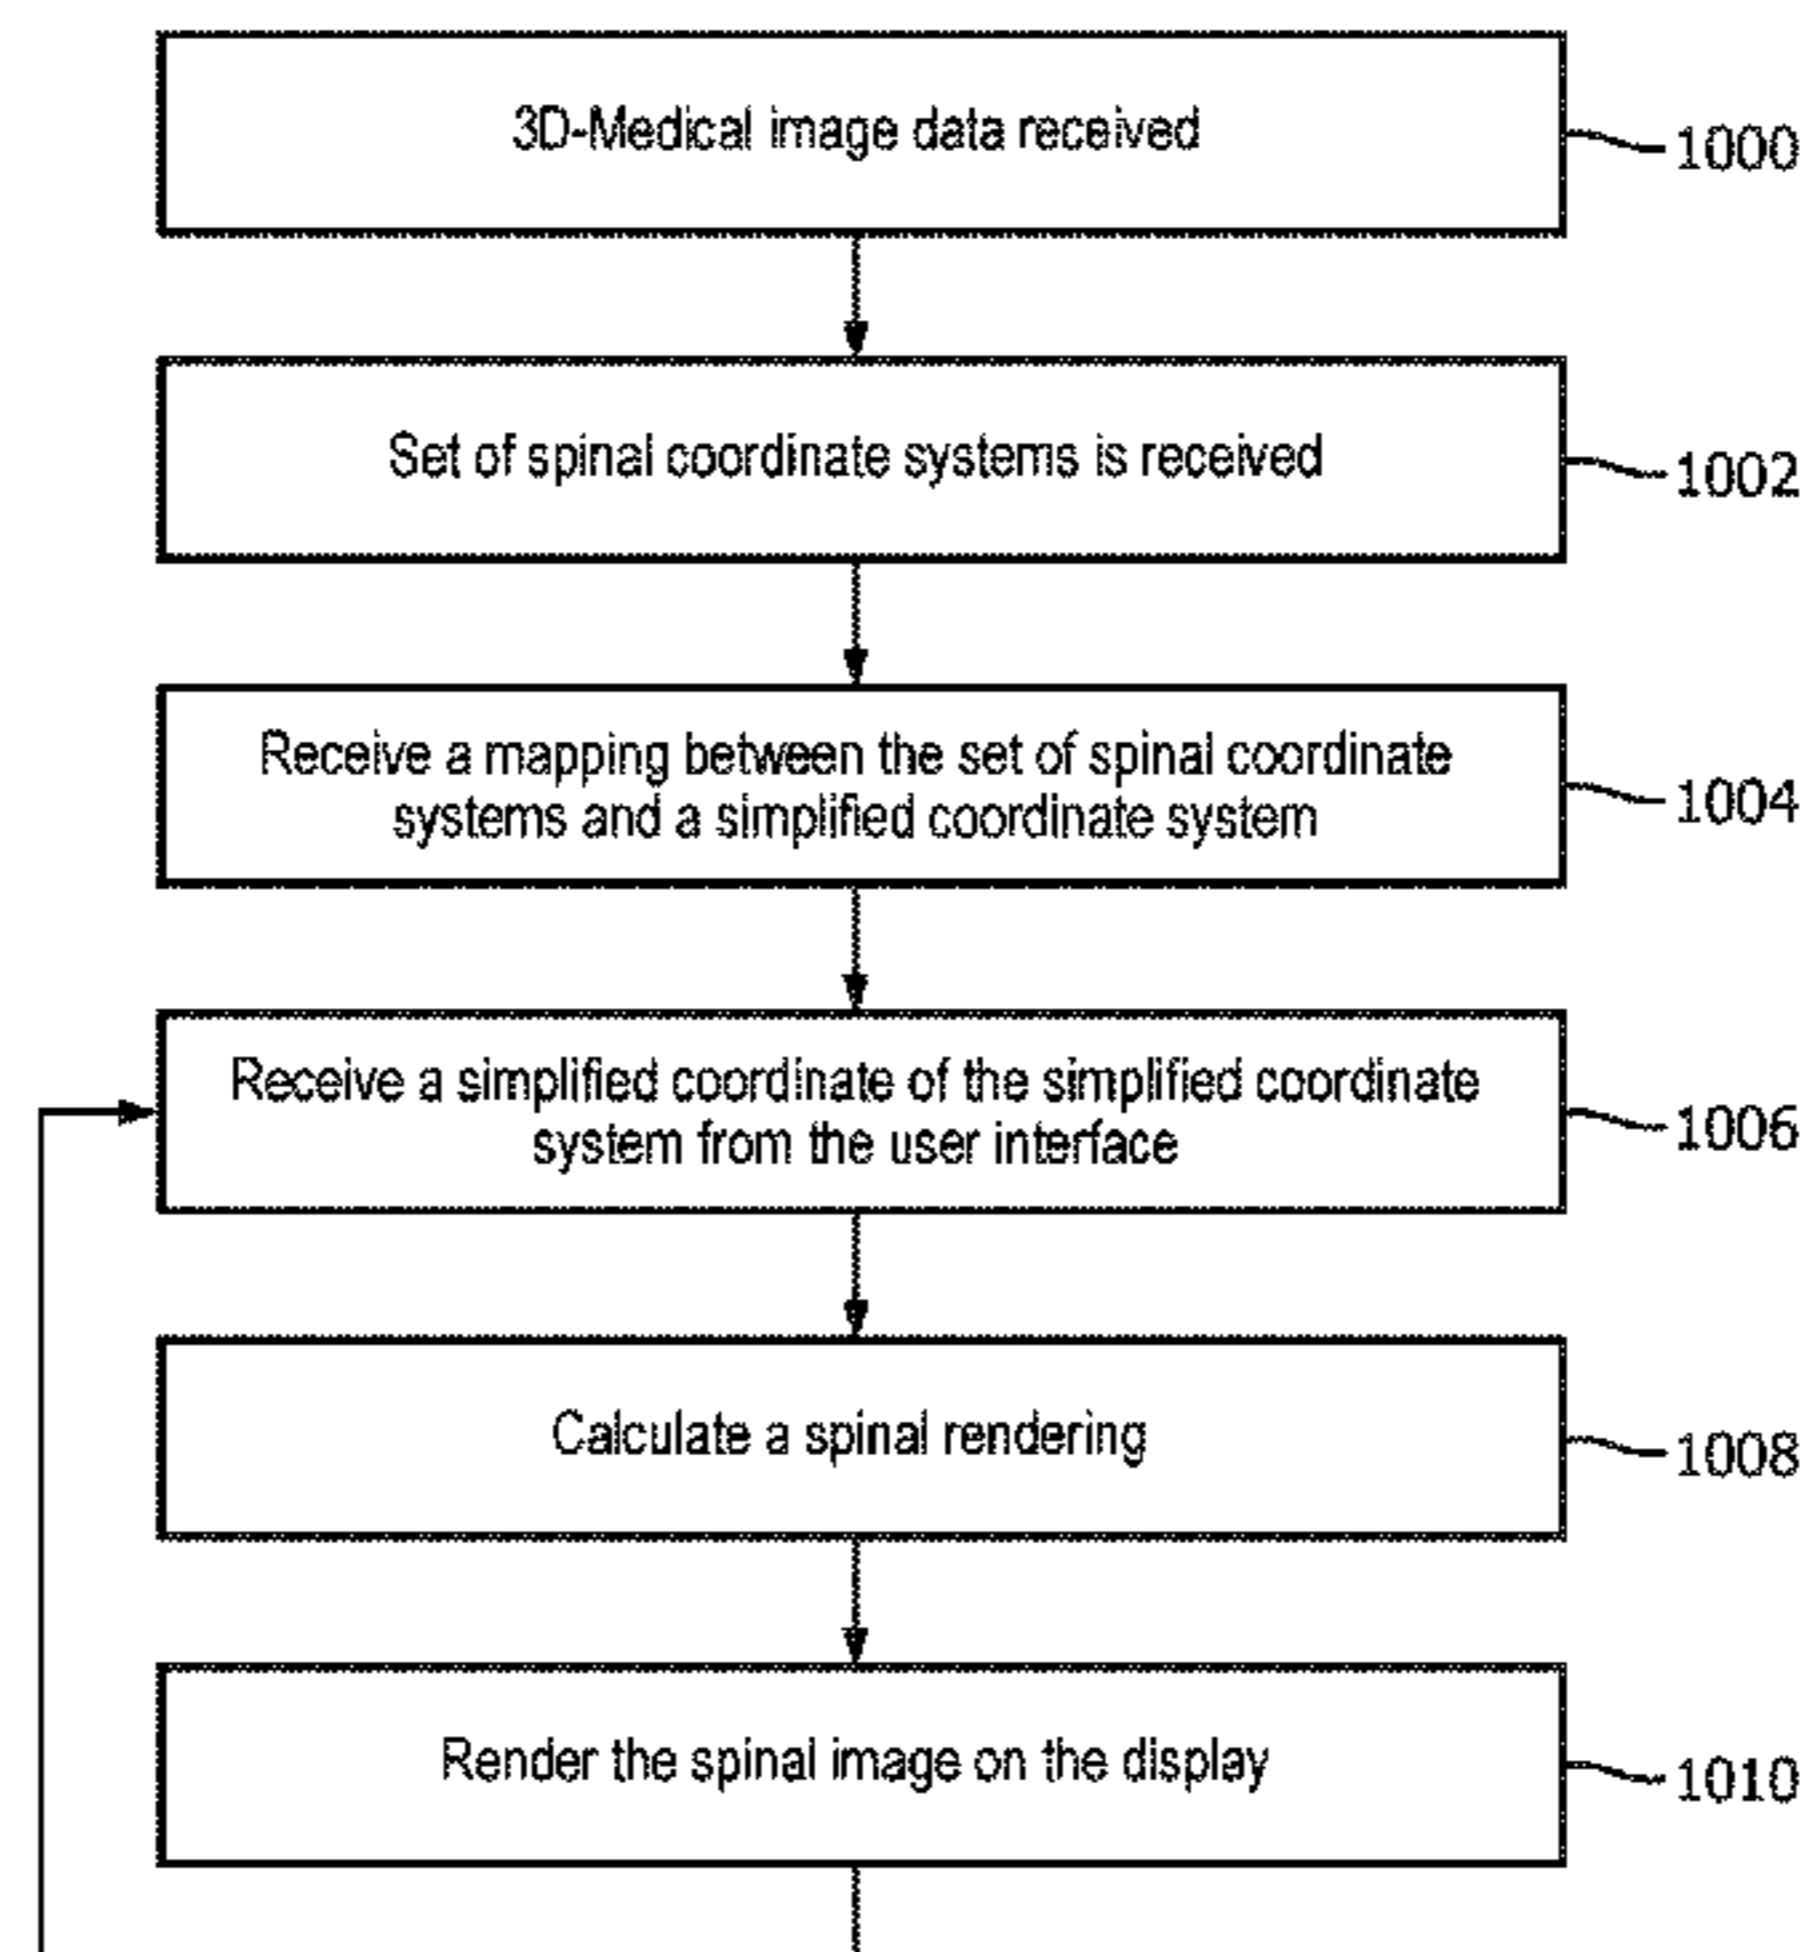 3D-Medical image data received
1000
Set of spinal coordinate systems is received
1002
Receive a mapping between the set of spinal coordinate
systems and a simplified coordinate system
1004
Receive a simplified coordinate of the simplified coordinate
system from the user interface
1006
Calculate a spinal rendering
1008
Render the spinal image on the display
1010